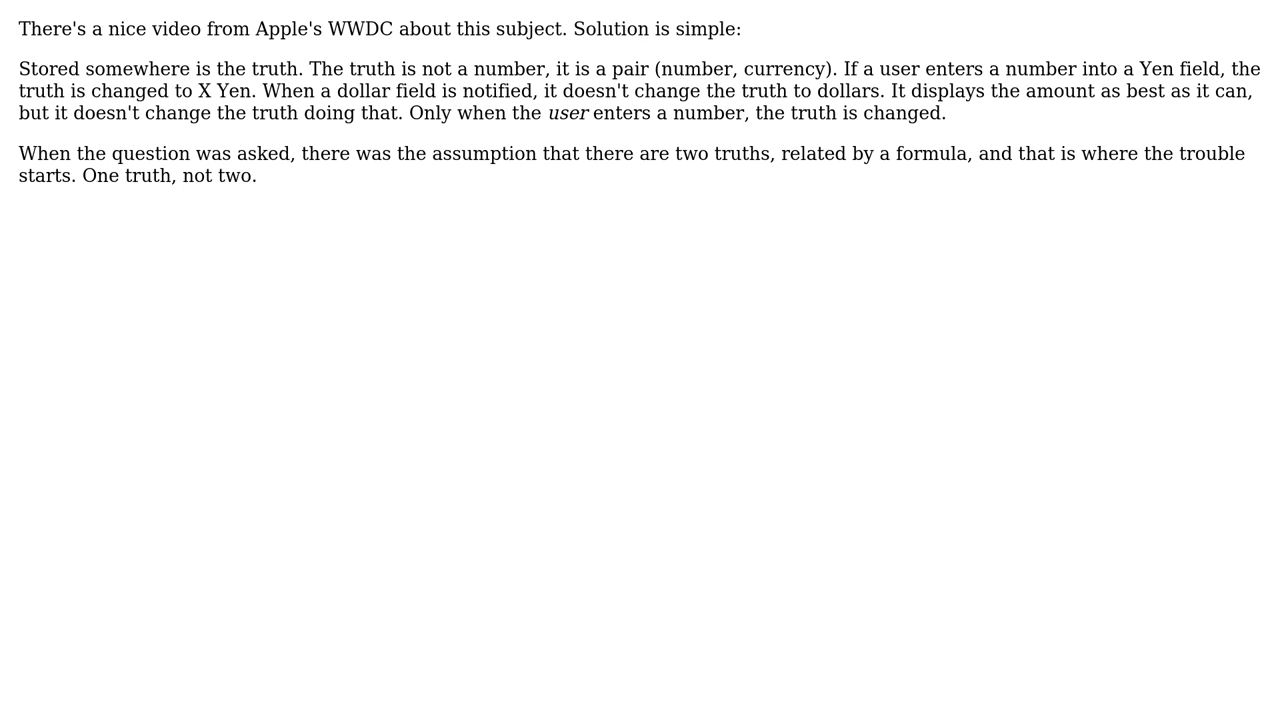 There's a nice video from Apple's WWDC about this subject. Solution is simple:
Stored somewhere is the truth. The truth is not a number, it is a pair (number, currency). If a user enters a number into a Yen field, the
truth is changed to X Yen. When a dollar field is notified, it doesn't change the truth to dollars. It displays the amount as best as it can,
but it doesn't change the truth doing that. Only when the user enters a number, the truth is changed.
When the question was asked, there was the assumption that there are two truths, related by a formula, and that is where the trouble
starts. One truth, not two.